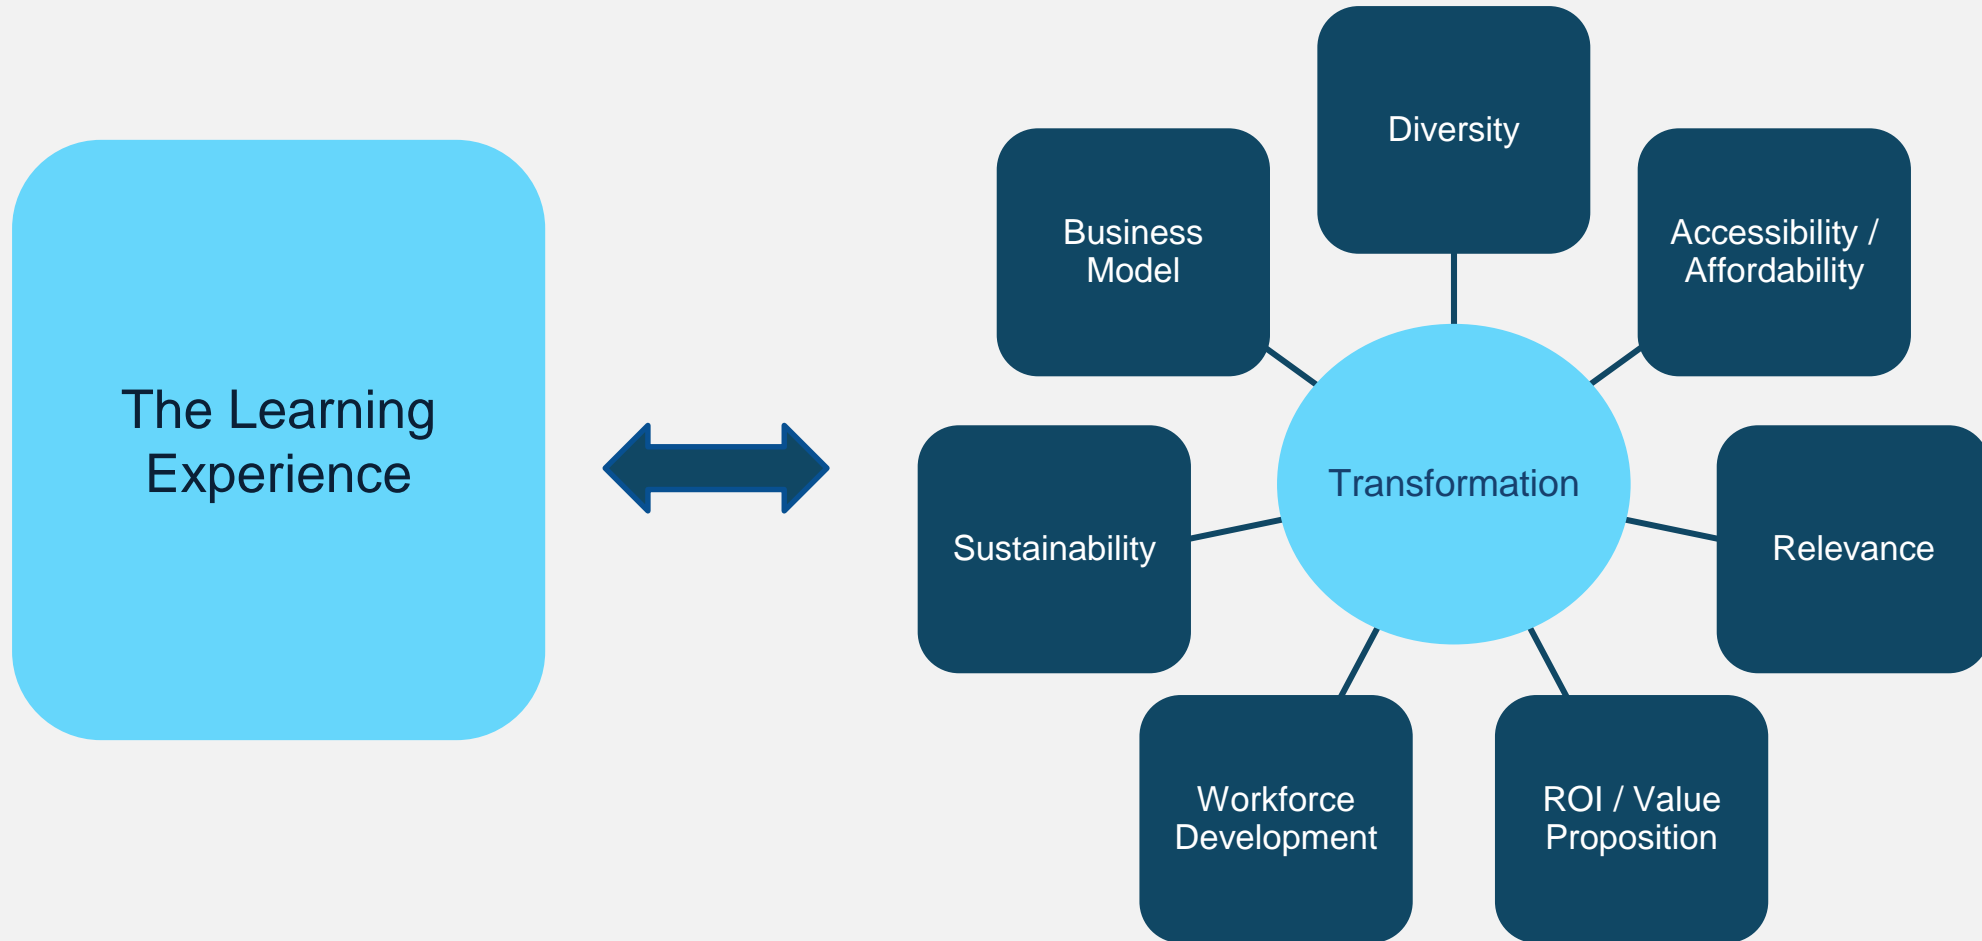 The Learning
Experience
Diversity
Business
Model
Accessibility /
Affordability
Transformation
Sustainability
Relevance
Workforce
Development
ROI / Value
Proposition